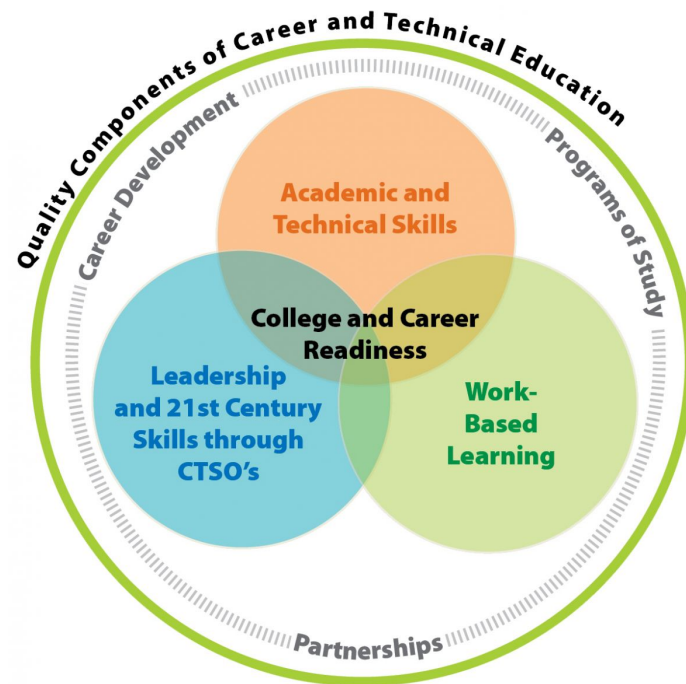 Quality Components of Career and Technical Education
Career Development
Programs of Study
Academic and
Technical Skills
College and Career
Readiness
Leadership
and 21st Century
Skills through
CTSO's
Work-
Based
Learning
Partnerships